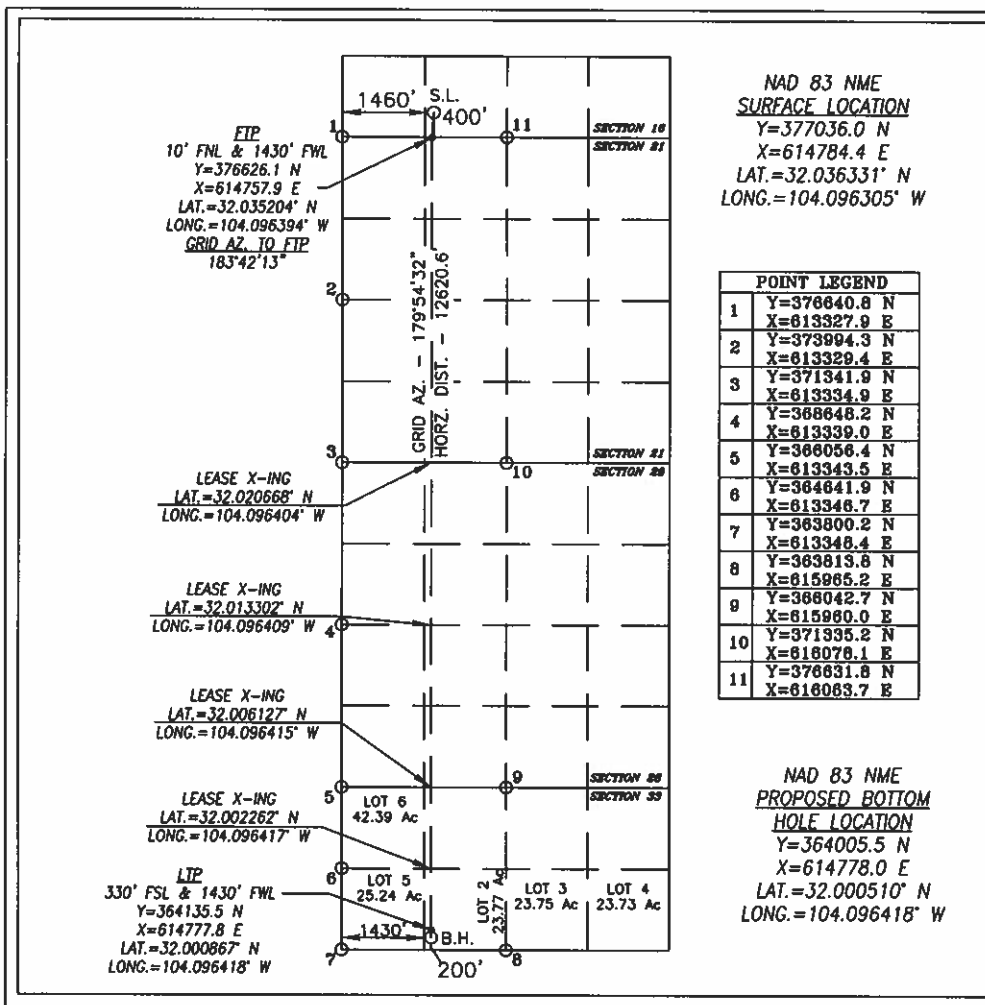 1460'
S.L.
400'
1
11
SECTION 16
SECTION 21
FTP
10' FNL & 1430' FWL
Y=376626.1 N
X=614757.9 E
LAT.=32.035204° N
LONG.=104.096394° W
GRID AZ. TO FTP
183°42'13"
2
GRID AZ. - 179°54'32"
HORZ. DIST. - 12620.6'
3
10
SECTION 21
SECTION 28
LEASE X-ING
LAT.=32.020668° N
LONG.=104.096404° W
LEASE X-ING
LAT.=32.013302° N
LONG.=104.096409° W
4
LEASE X-ING
LAT.=32.006127° N
LONG.=104.096415° W
5
9
SECTION 28
SECTION 33
LOT 6
42.39 Ac
LEASE X-ING
LAT.=32.002262° N
LONG.=104.096417° W
6
LOT 5
25.24 Ac
LOT 2
23.77 Ac
LOT 3
23.75 Ac
LOT 4
23.73 Ac
LTP
330' FSL & 1430' FWL
Y=364135.5 N
X=614777.8 E
LAT.=32.000867° N
LONG.=104.096418° W
1430'
B.H.
7
200'
8
NAD 83 NME
SURFACE LOCATION
Y=377036.0 N
X=614784.4 E
LAT.=32.036331° N
LONG.=104.096305° W
POINT LEGEND
1 Y=376640.8 N
X=613327.9 E
2 Y=373994.3 N
X=613329.4 E
3 Y=371341.9 N
X=613334.9 E
4 Y=368648.2 N
X=613339.0 E
5 Y=366056.4 N
X=613343.5 E
6 Y=364641.9 N
X=613346.7 E
7 Y=363800.2 N
X=613348.4 E
8 Y=363813.8 N
X=615965.2 E
9 Y=366042.7 N
X=615960.0 E
10 Y=371335.2 N
X=616078.1 E
11 Y=376631.8 N
X=616063.7 E
NAD 83 NME
PROPOSED BOTTOM
HOLE LOCATION
Y=364005.5 N
X=614778.0 E
LAT.=32.000510° N
LONG.=104.096418° W